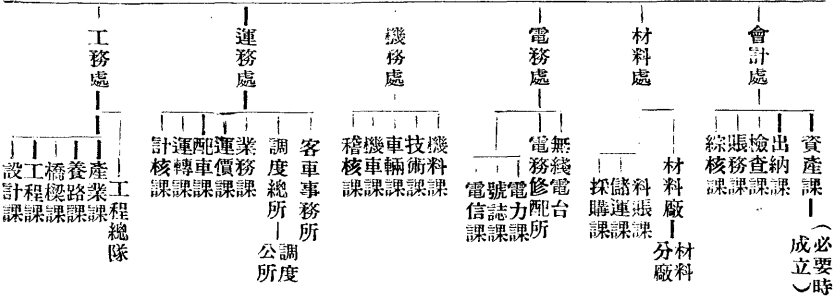 會計處
資產課(必要時成立)
出納課
檢查課
賬務課
綜核課
材料處
材料廠
材料分廠
料賬課
儲運課
採購課
電務處
無綫電台
電務修配所
電力課
號誌課
電信課
機務處
機料課
技術課
車輛課
機車課
稽核課
運務處
客車事務所
調度總所
調度公所
業務課
運價課
配車課
運轉課
計核課
工務處
工程總隊
產業課
養路課
橋樑課
工程課
設計課